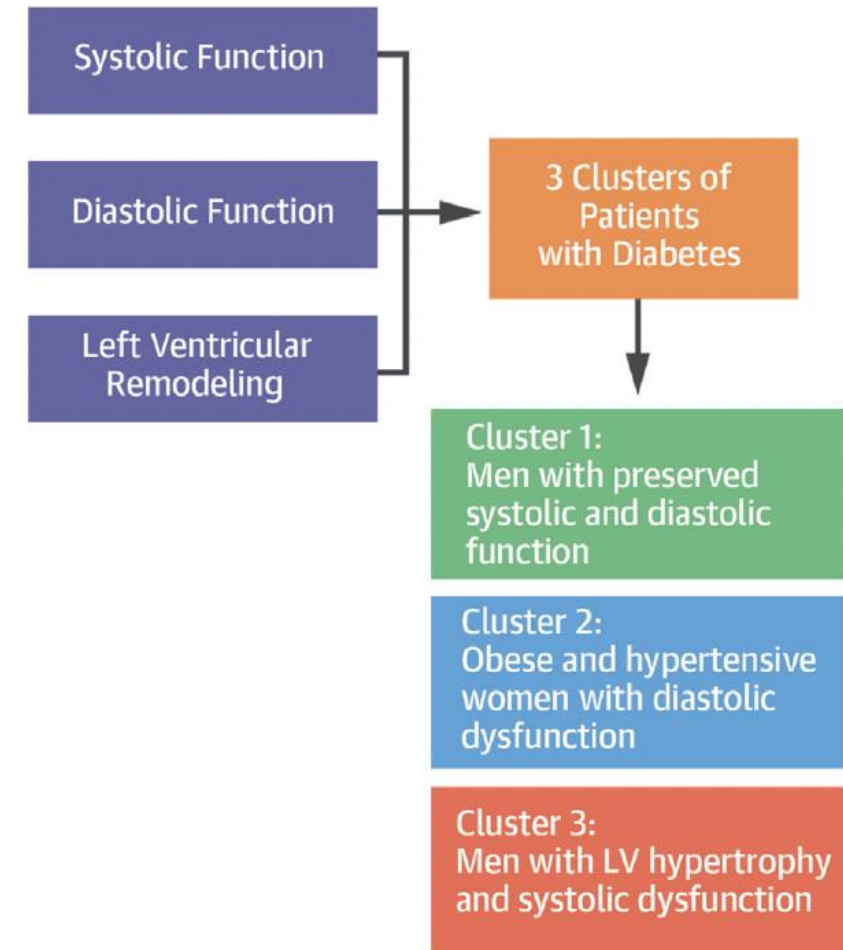 Systolic Function
Diastolic Function
Left Ventricular
Remodeling
3 Clusters of
Patients
with Diabetes
Cluster 1:
Men with preserved
systolic and diastolic
function
Cluster 2:
Obese and hypertensive
women with diastolic
dysfunction
Cluster 3:
Men with LV hypertrophy
and systolic dysfunction